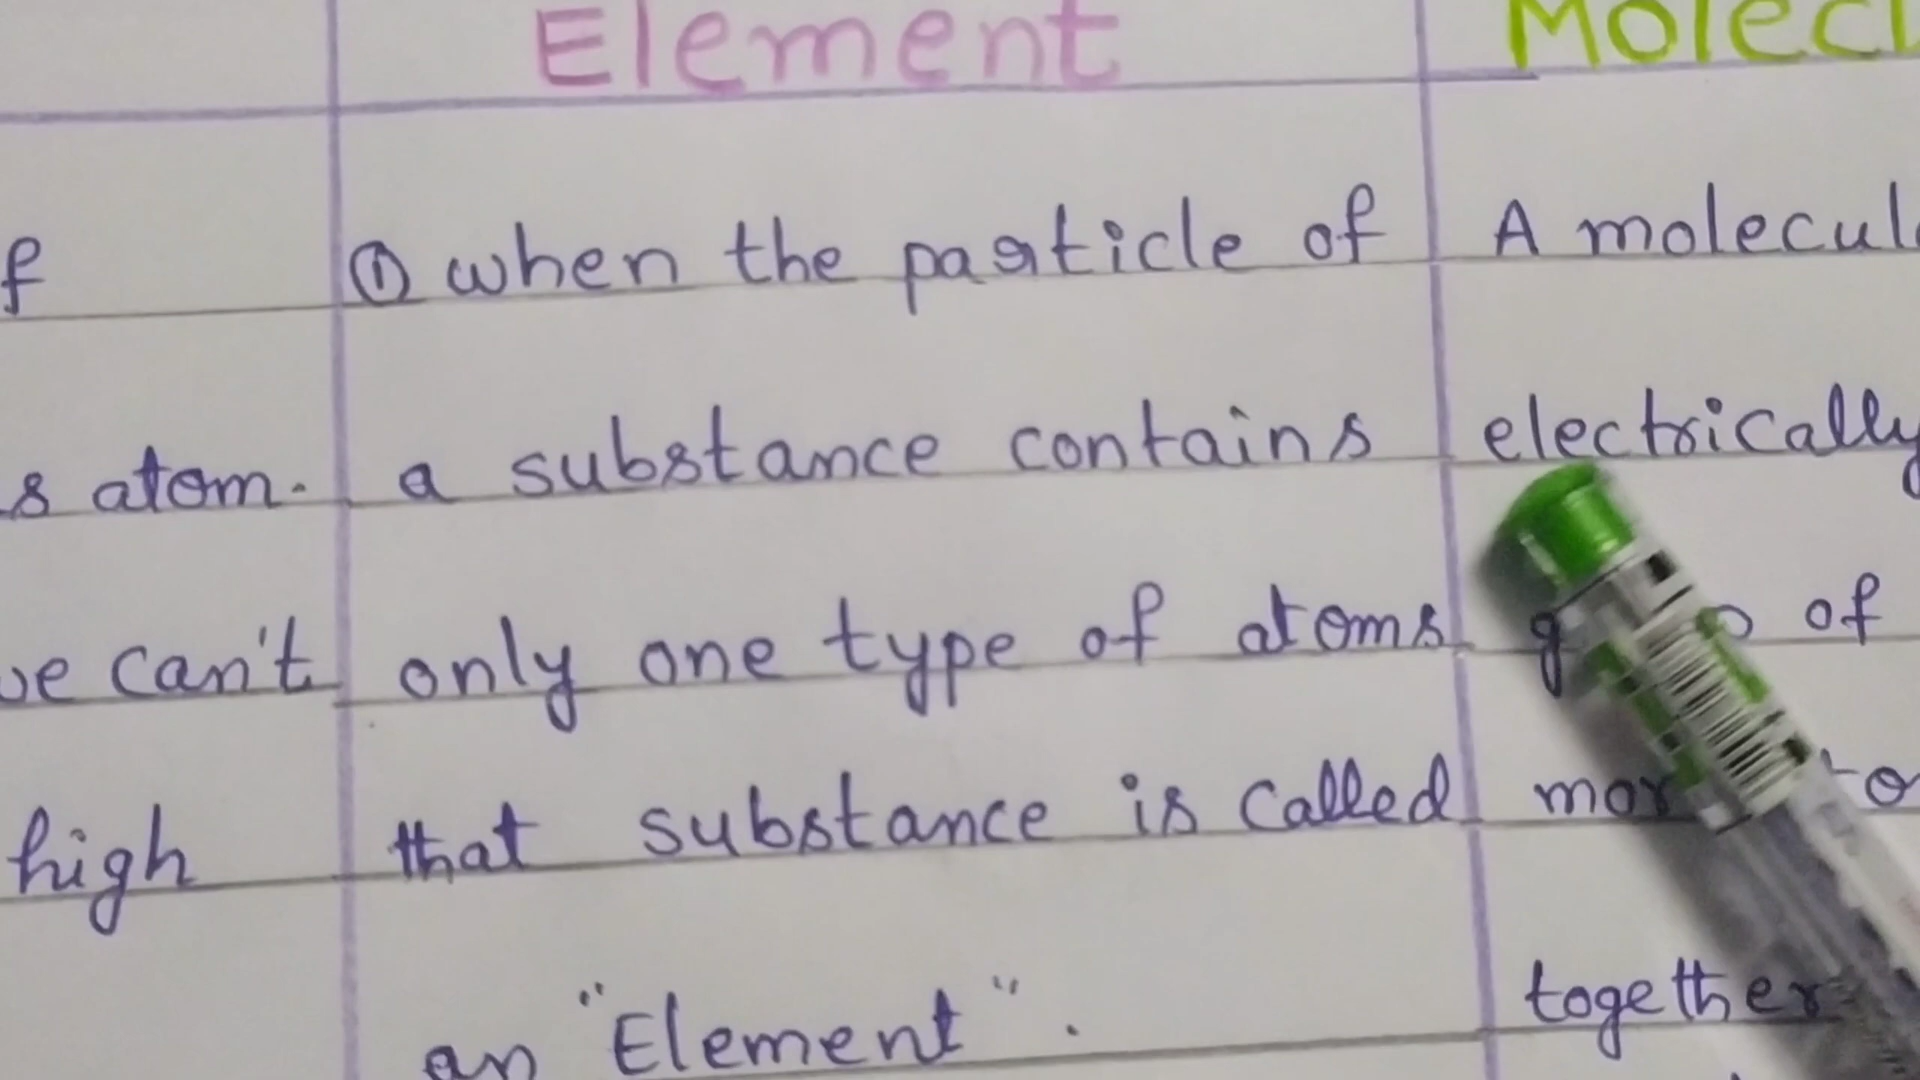 Element
① when the particle of
a substance contains
only one type of atoms
that substance is called
an "Element".
f
s atom.
can't
high
A
electrically
of
together